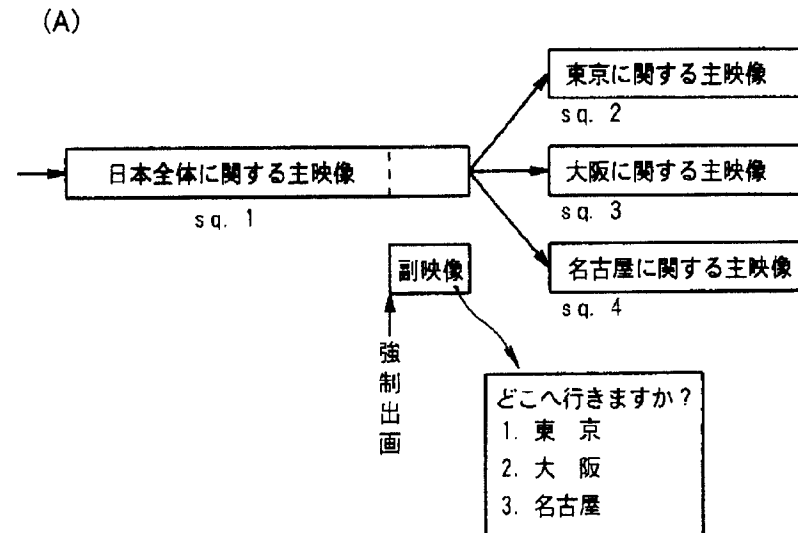 (A)
東京に関する主映像
sq. 2
日本全体に関する主映像
sq. 1
大阪に関する主映像
sq. 3
副映像
名古屋に関する主映像
sq. 4
強制出画
どこへ行きますか?
1. 東 京
2. 大 阪
3. 名古屋